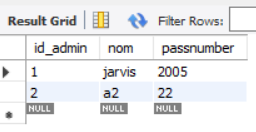 Result Grid Filter Rows:
id_admin nom passnumber
1 jarvis 2005
2 a2 22
NULL NULL NULL